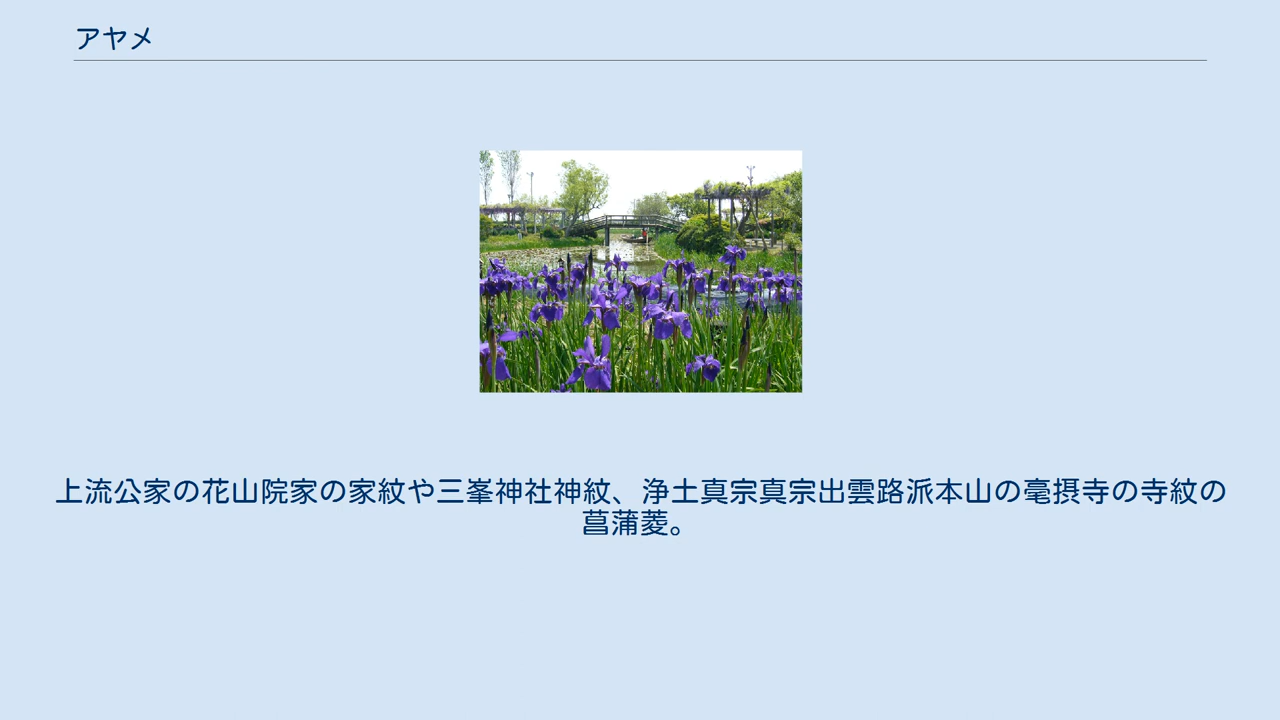 アヤメ
上流公家の花山院家の家紋や三峯神社神紋、浄土真宗真宗出雲路派本山の毫摂寺の寺紋の
菖蒲菱。